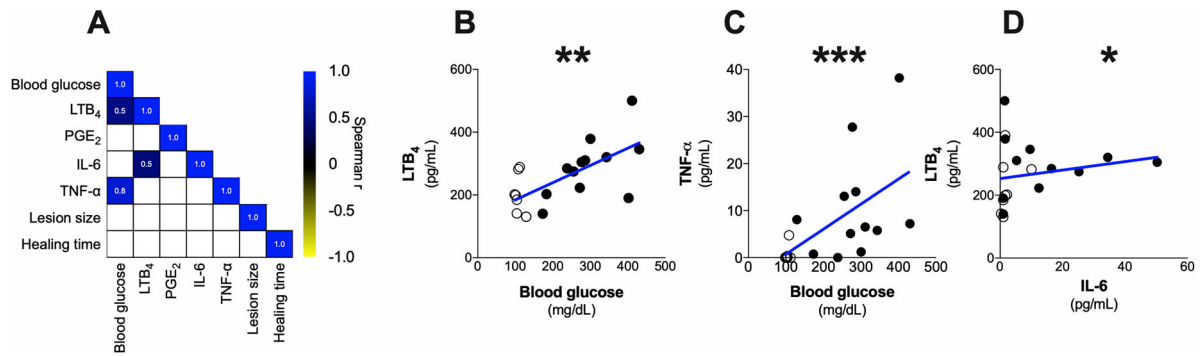 A
Blood glucose
LTB4
PGE2
IL-6
TNF-α
Lesion size
Healing time
1.0
0.5 1.0
1.0
0.5 1.0
0.8 1.0
1.0
1.0
Blood glucose
LTB4
PGE2
IL-6
TNF-α
Lesion size
Healing time
1.0
0.5
0.0
-0.5
-1.0
Spearman r
B
**
600
400
200
0
LTB4
(pg/mL)
0 100 200 300 400 500
Blood glucose
(mg/dL)
C
***
40
30
20
10
0
TNF-α
(pg/mL)
0 100 200 300 400 500
Blood glucose
(mg/dL)
D
*
600
400
200
0
LTB4
(pg/mL)
0 20 40 60
IL-6
(pg/mL)